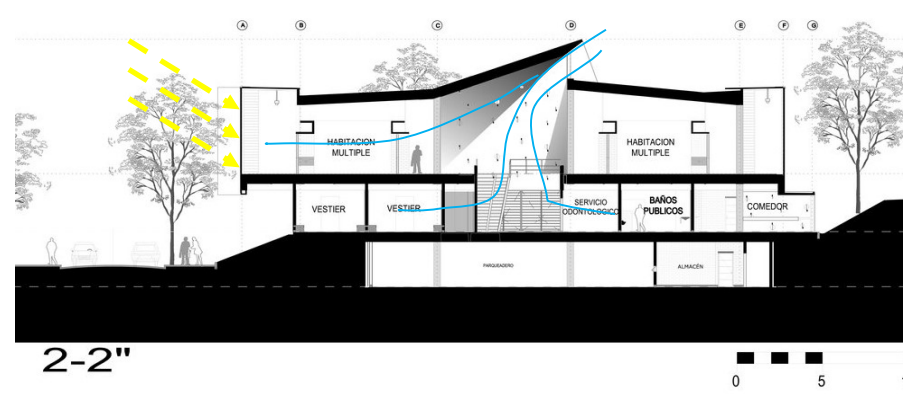 A B C D E F G
HABITACION
MULTIPLE
HABITACION
MULTIPLE
VESTIER
VESTIER
SERVICIO
ODONTOLOGICO
BAÑOS
PUBLICOS
COMEDOR
PARQUEADERO
ALMACÉN
2-2"
0 5